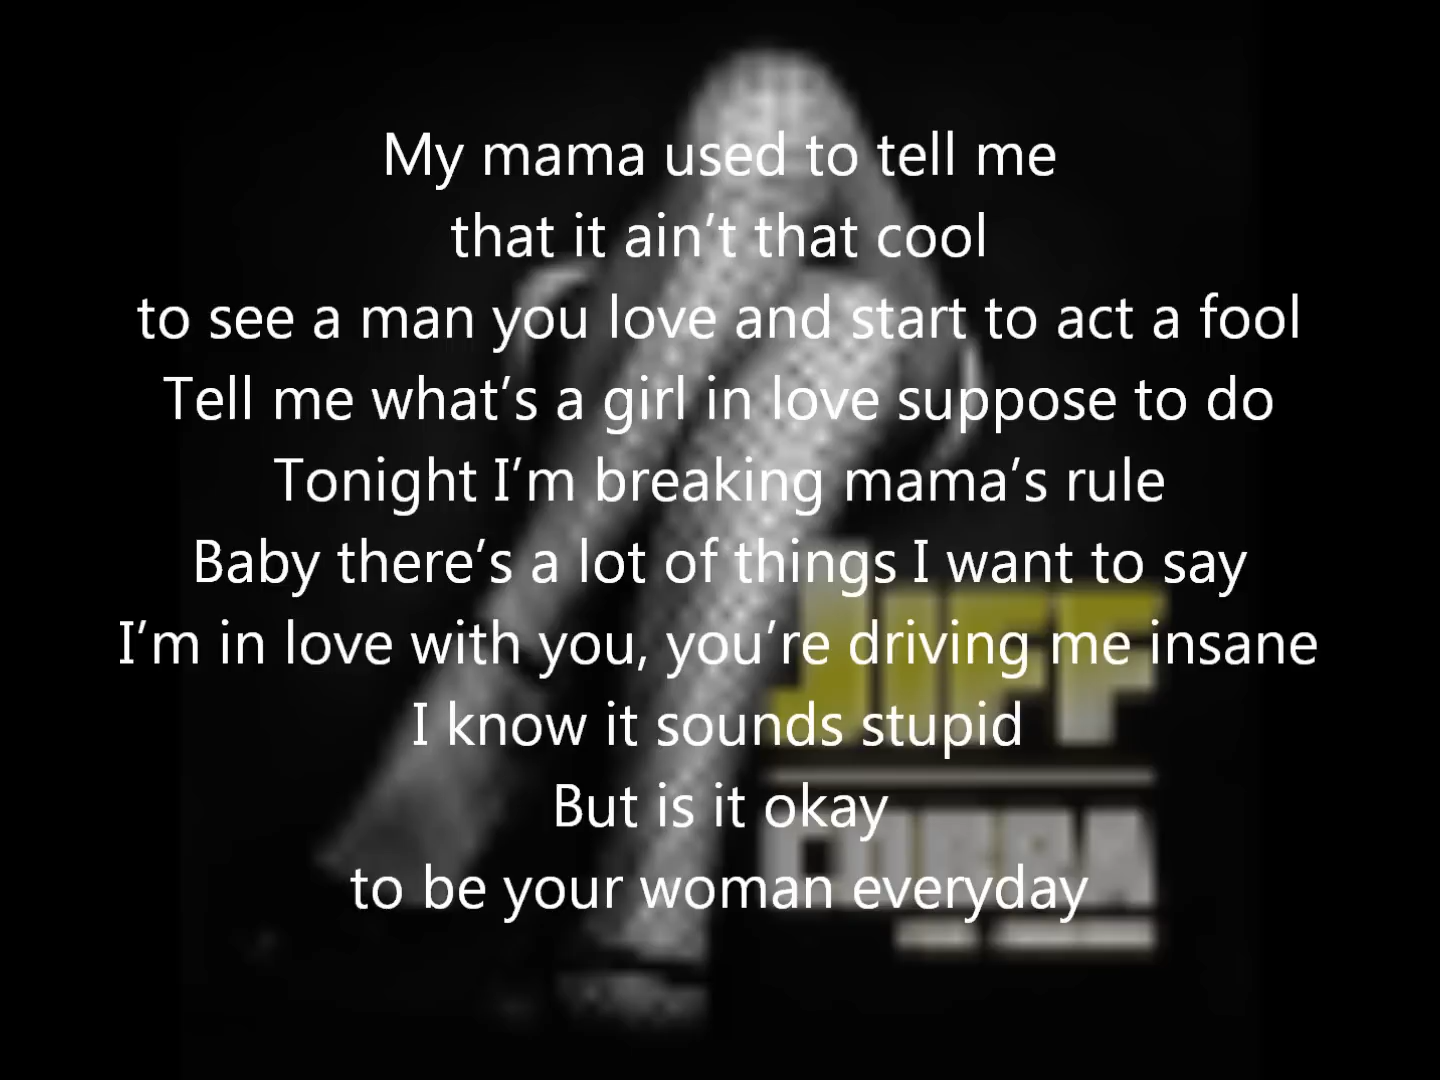 My mama used to tell me
that it ain't that cool
to see a man you love and start to act a fool
Tell me what's a girl in love suppose to do
Tonight I'm breaking mama's rule
Baby there's a lot of things I want to say
I'm in love with you, you're driving me insane
I know it sounds stupid
But is it okay
to be your woman everyday
JIFF